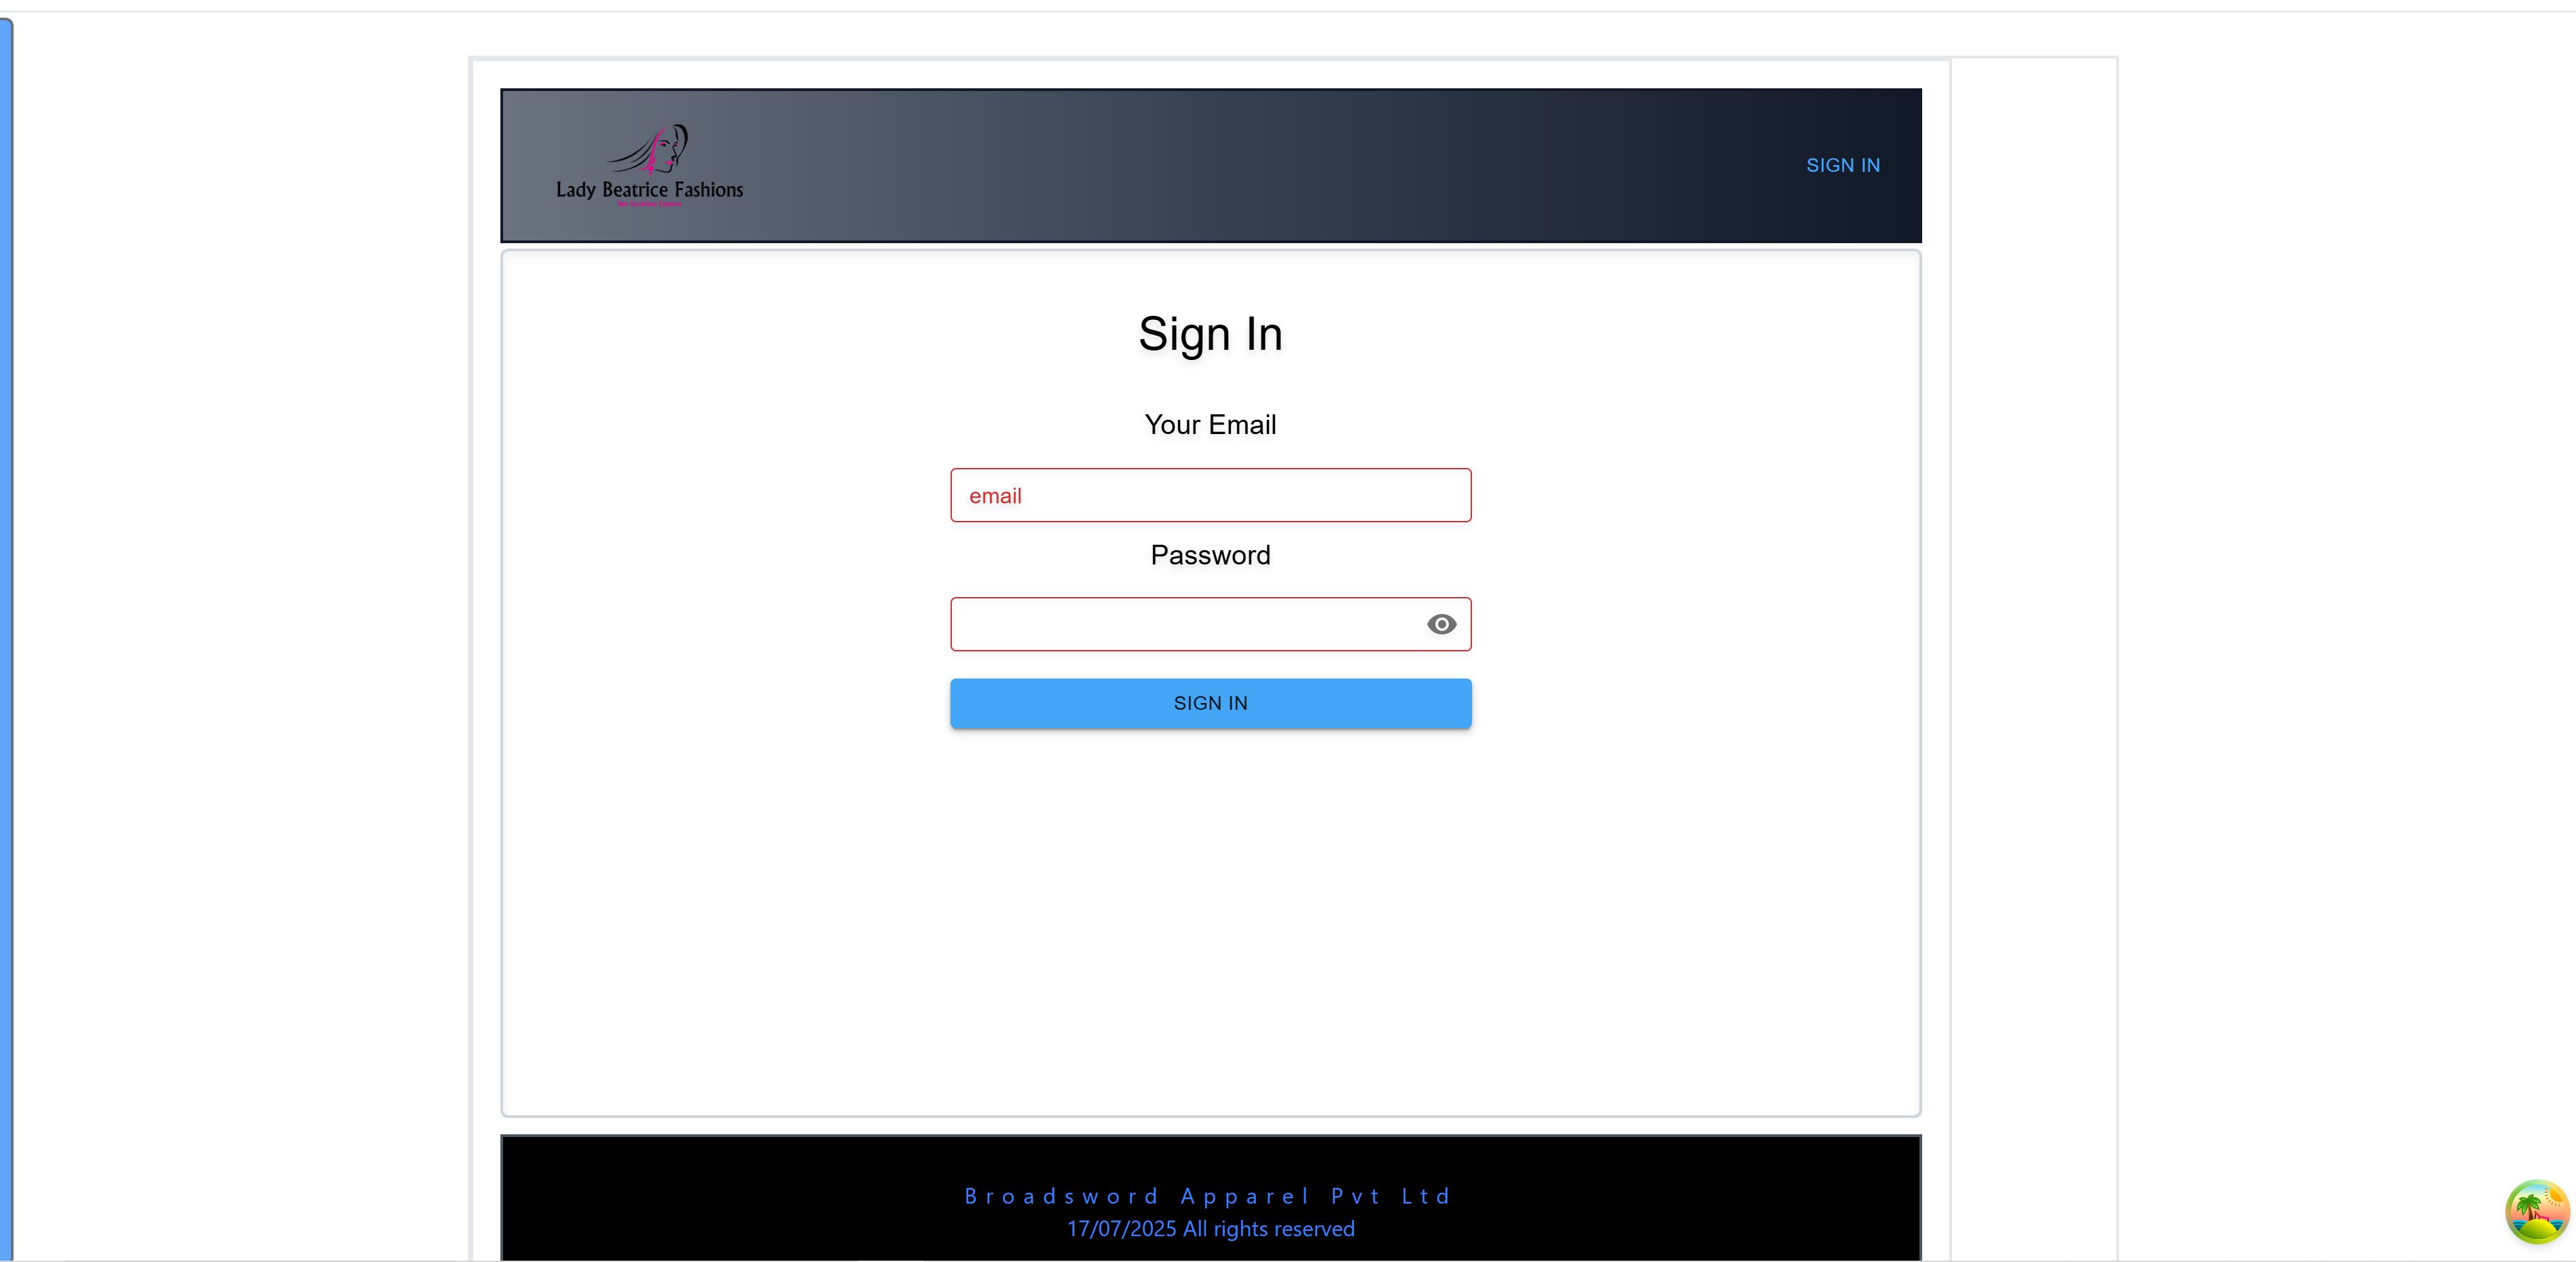 Lady Beatrice Fashions
SIGN IN
Sign In
Your Email
email
Password
SIGN IN
Broadsword Apparel Pvt Ltd
17/07/2025 All rights reserved